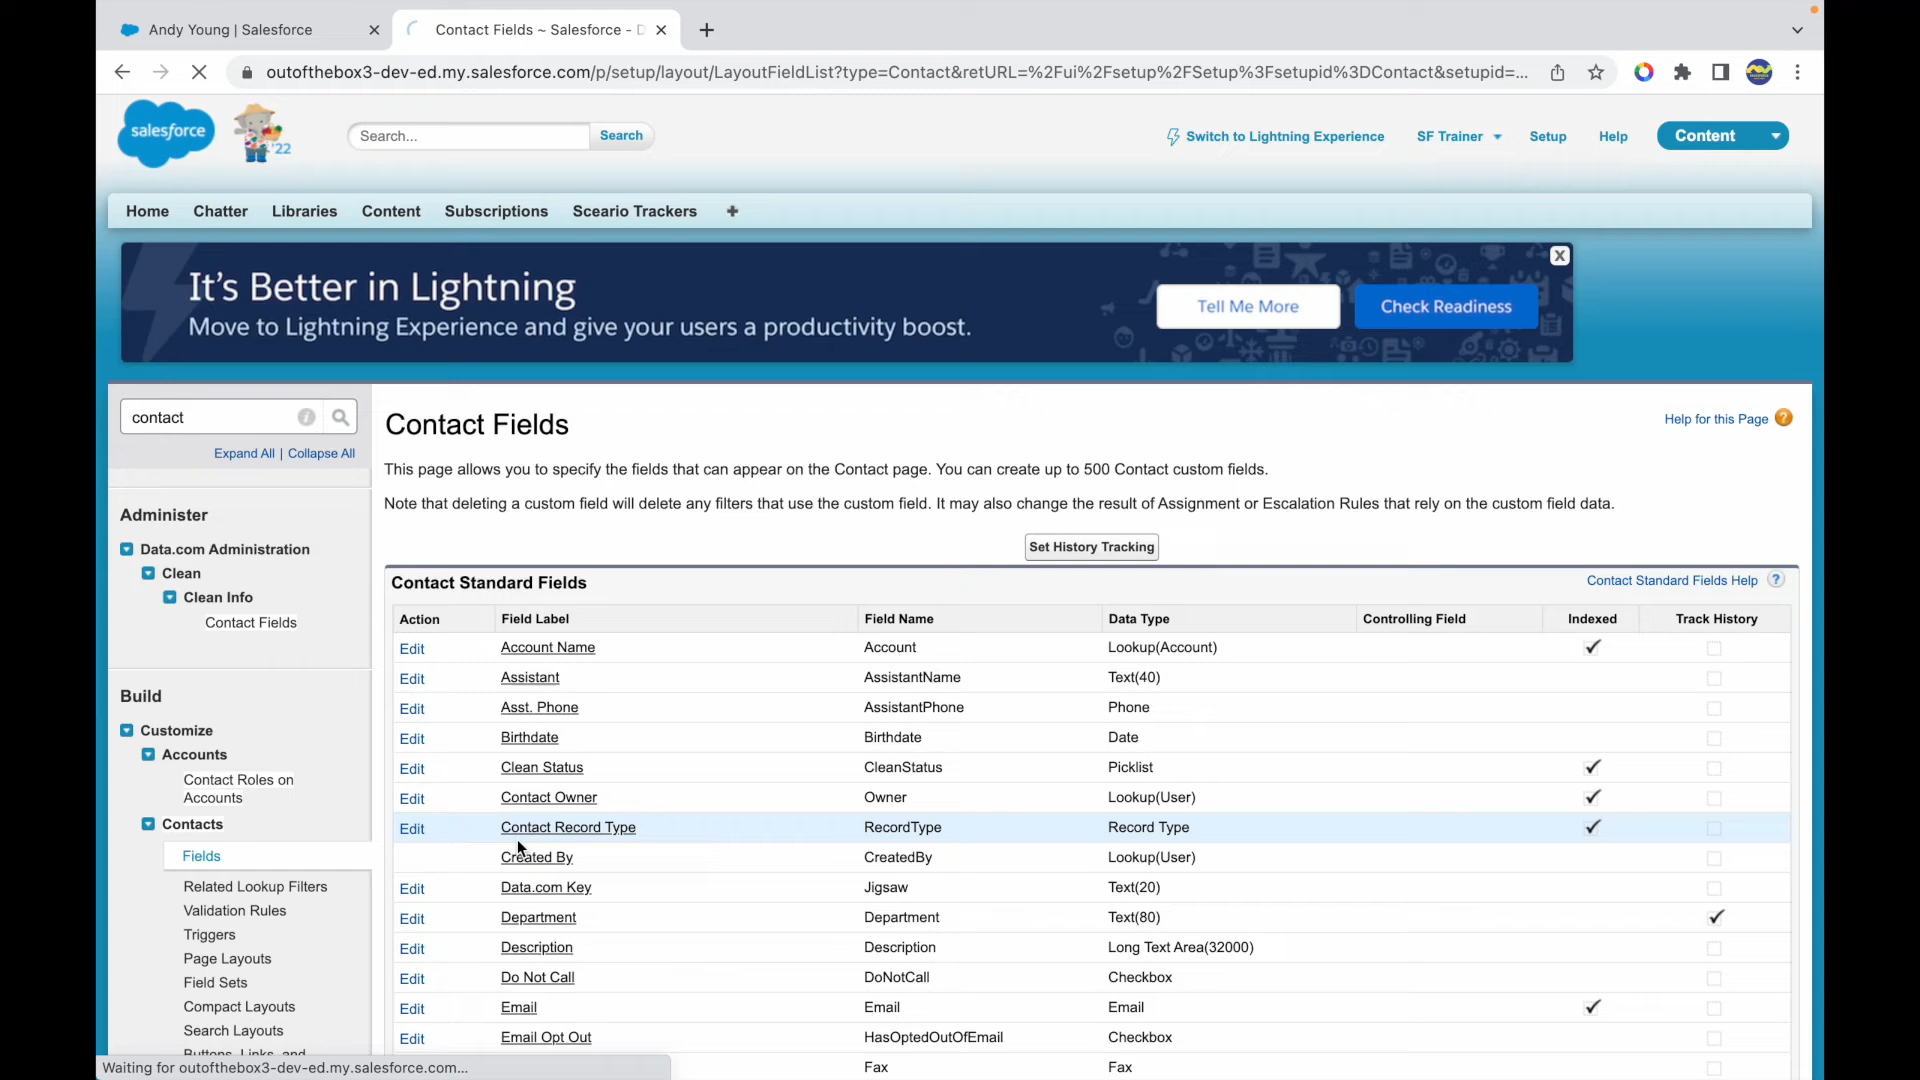 Andy Young | Salesforce
Contact Fields ~ Salesforce - D
outofthebox3-dev-ed.my.salesforce.com/p/setup/layout/LayoutFieldList?type=Contact&retURL=%2Fui%2Fsetup%2FSetup%3Fsetupid%3DContact&setupid=...
salesforce
'22
Search...
Search
Switch to Lightning Experience
SF Trainer
Setup
Help
Content
Home Chatter Libraries Content Subscriptions Sceario Trackers +
It's Better in Lightning
Move to Lightning Experience and give your users a productivity boost.
Tell Me More
Check Readiness
X
contact
Expand All | Collapse All
Administer
Data.com Administration
Clean
Clean Info
Contact Fields
Build
Customize
Accounts
Contact Roles on
Accounts
Contacts
Fields
Related Lookup Filters
Validation Rules
Triggers
Page Layouts
Field Sets
Compact Layouts
Search Layouts
Buttons, Links, and
Contact Fields
Help for this Page ?
This page allows you to specify the fields that can appear on the Contact page. You can create up to 500 Contact custom fields.
Note that deleting a custom field will delete any filters that use the custom field. It may also change the result of Assignment or Escalation Rules that rely on the custom field data.
Set History Tracking
Contact Standard Fields
Contact Standard Fields Help ?
Action Field Label Field Name Data Type Controlling Field Indexed Track History
Edit Account Name Account Lookup(Account)
Edit Assistant AssistantName Text(40)
Edit Asst. Phone AssistantPhone Phone
Edit Birthdate Birthdate Date
Edit Clean Status CleanStatus Picklist
Edit Contact Owner Owner Lookup(User)
Edit Contact Record Type RecordType Record Type
Created By CreatedBy Lookup(User)
Edit Data.com Key Jigsaw Text(20)
Edit Department Department Text(80)
Edit Description Description Long Text Area(32000)
Edit Do Not Call DoNotCall Checkbox
Edit Email Email Email
Edit Email Opt Out HasOptedOutOfEmail Checkbox
Fax Fax
Waiting for outofthebox3-dev-ed.my.salesforce.com...